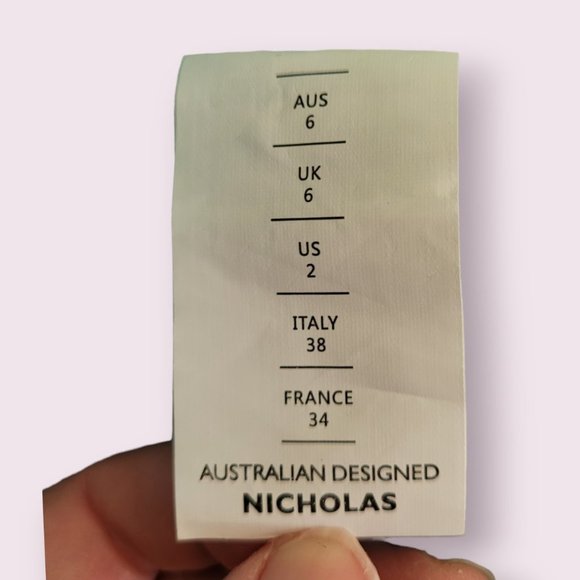 AUS
6
UK
6
US
2
ITALY
38
FRANCE
34
AUSTRALIAN DESIGNED
NICHOLAS